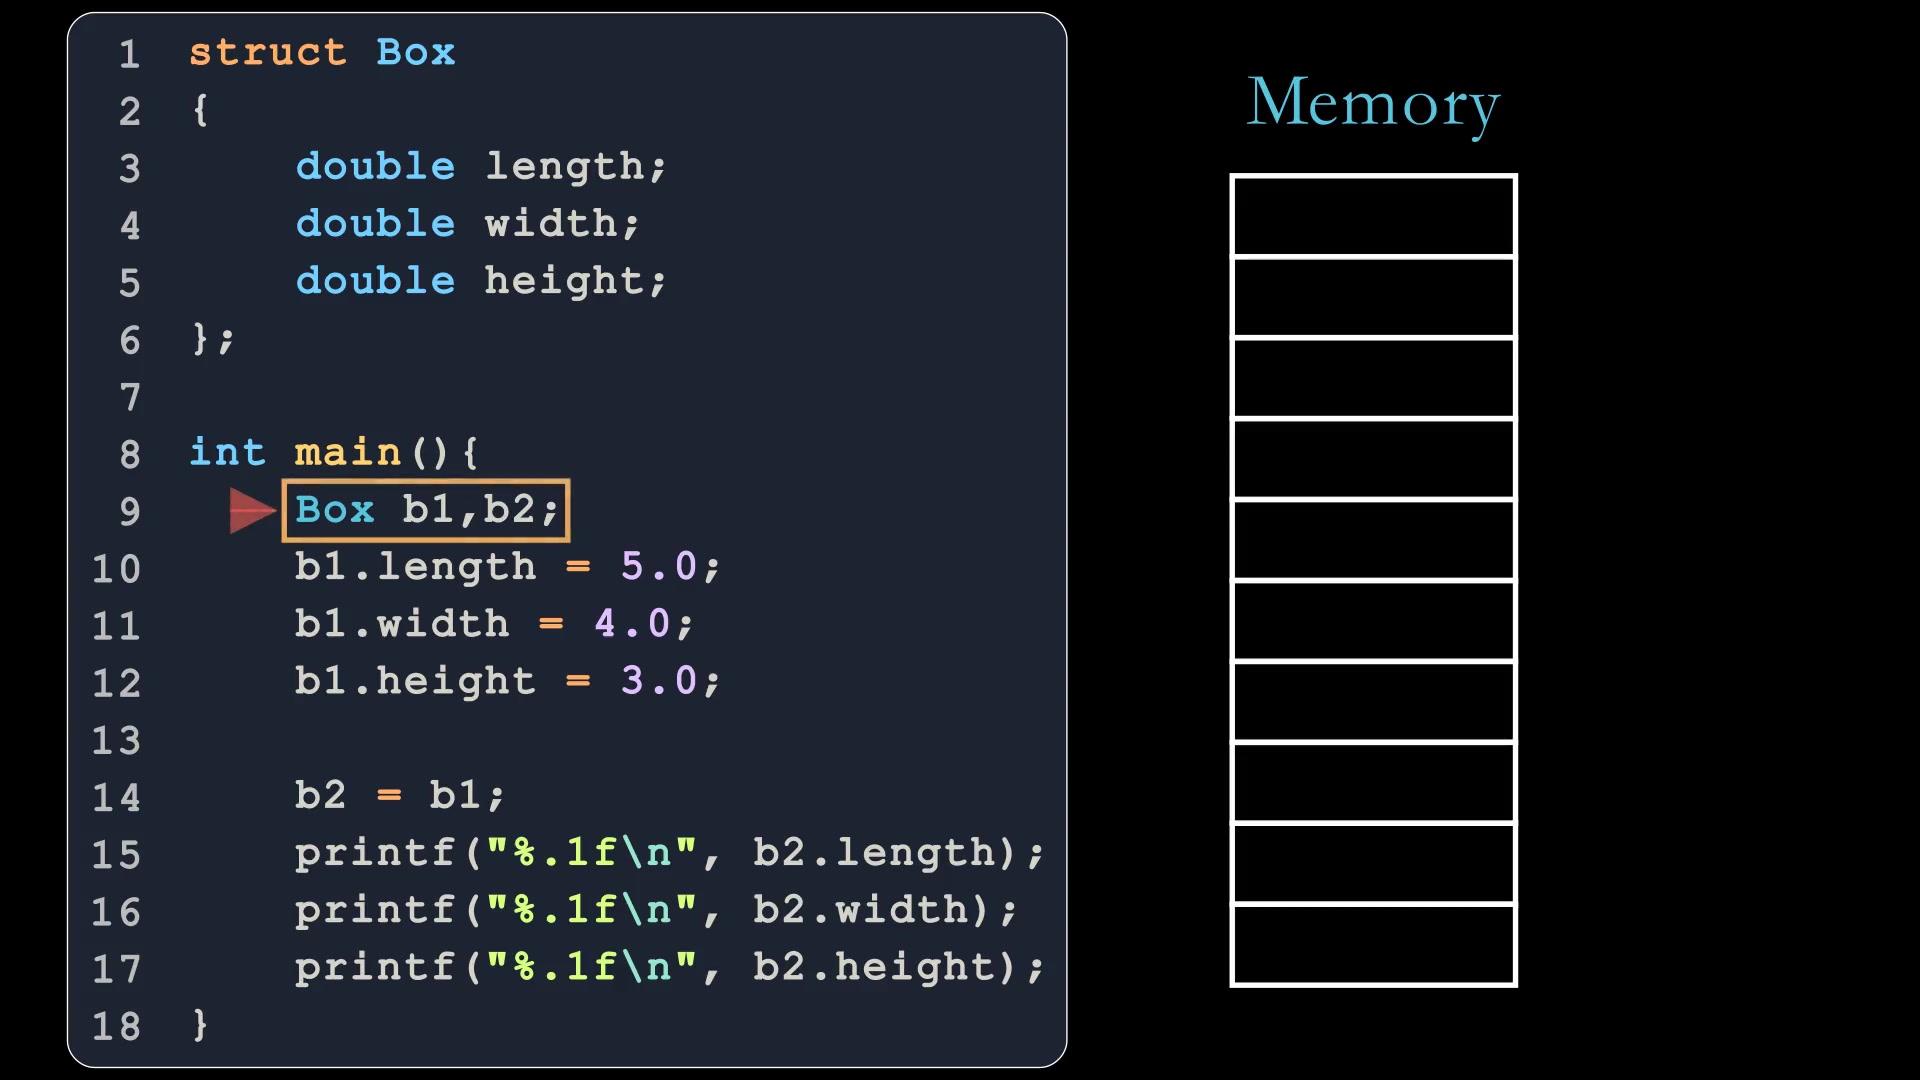 1 struct Box
2 {
3     double length;
4     double width;
5     double height;
6 };
7
8 int main(){
9     Box b1,b2;
10     b1.length = 5.0;
11     b1.width = 4.0;
12     b1.height = 3.0;
13
14     b2 = b1;
15     printf("%.1f\n", b2.length);
16     printf("%.1f\n", b2.width);
17     printf("%.1f\n", b2.height);
18 }
Memory